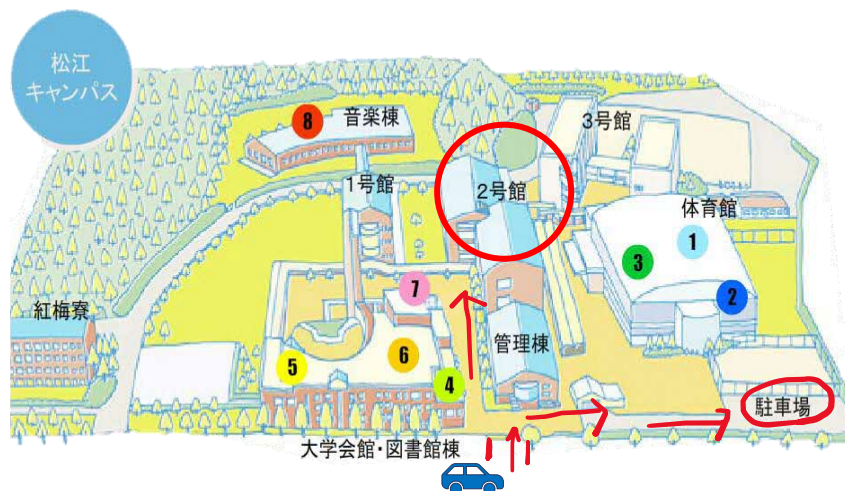 松江
キャンパス
8
音楽棟
3号館
1号館
2号館
体育館
1
3
2
7
紅梅寮
管理棟
5
6
4
駐車場
大学会館・図書館棟